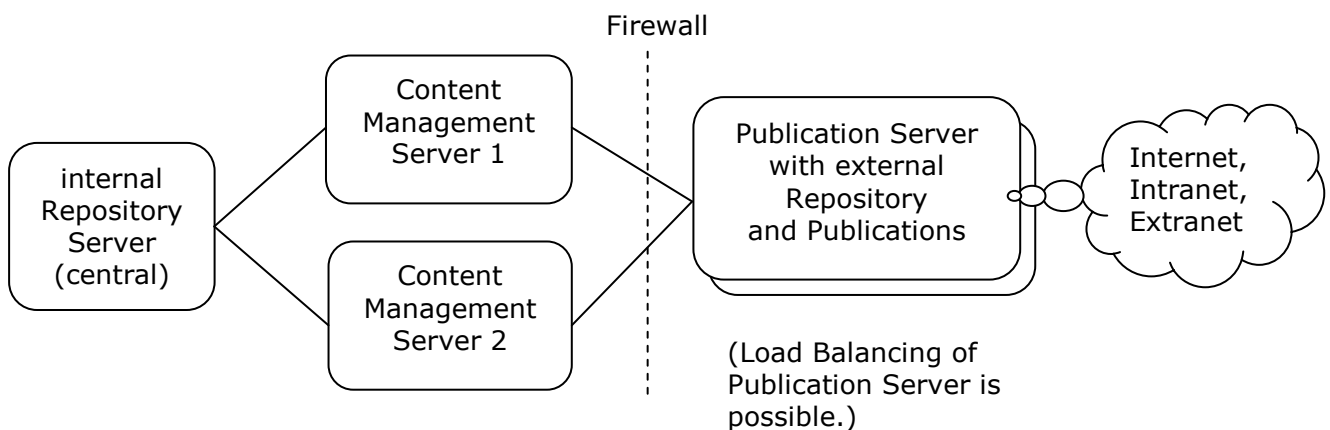 Firewall
internal
Repository
Server
(central)
Content
Management
Server 1
Content
Management
Server 2
Publication Server
with external
Repository
and Publications
(Load Balancing of
Publication Server is
possible.)
Internet,
Intranet,
Extranet